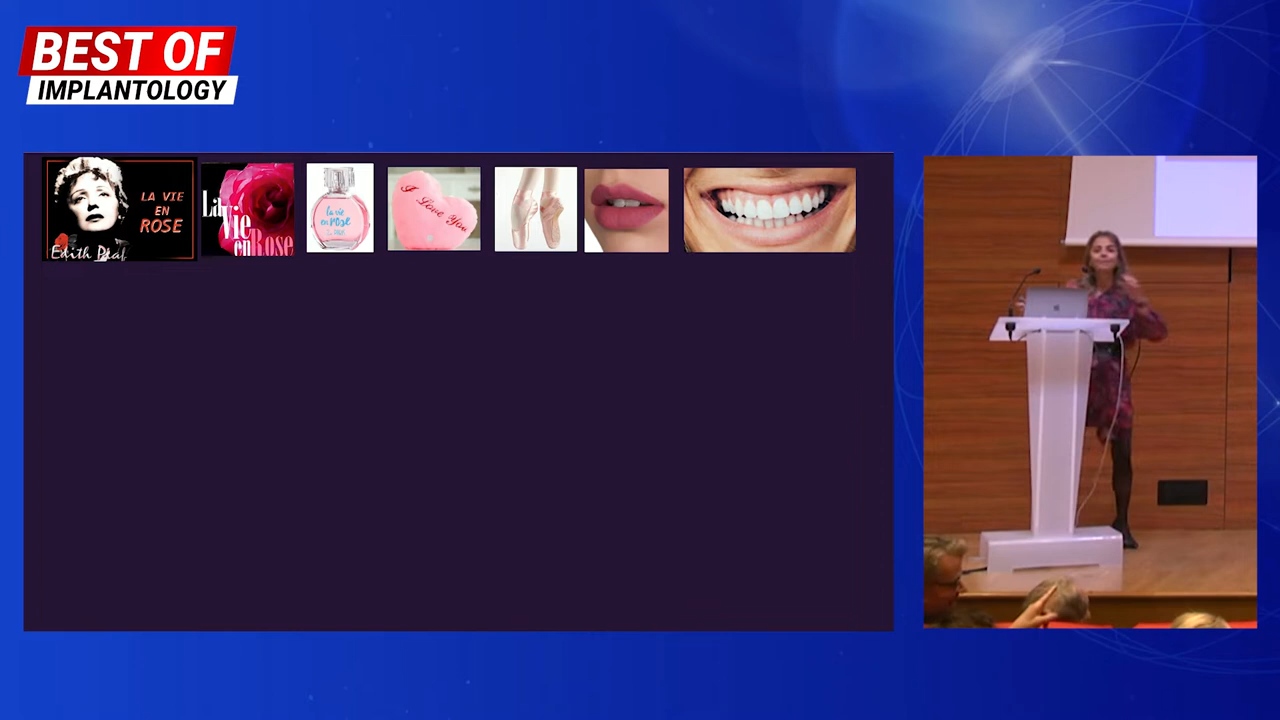 BEST OF
IMPLANTOLOGY
LA VIE
EN
ROSE
Edith Piaf
La
Vie
en Rose
la vie
en rose
I Love You